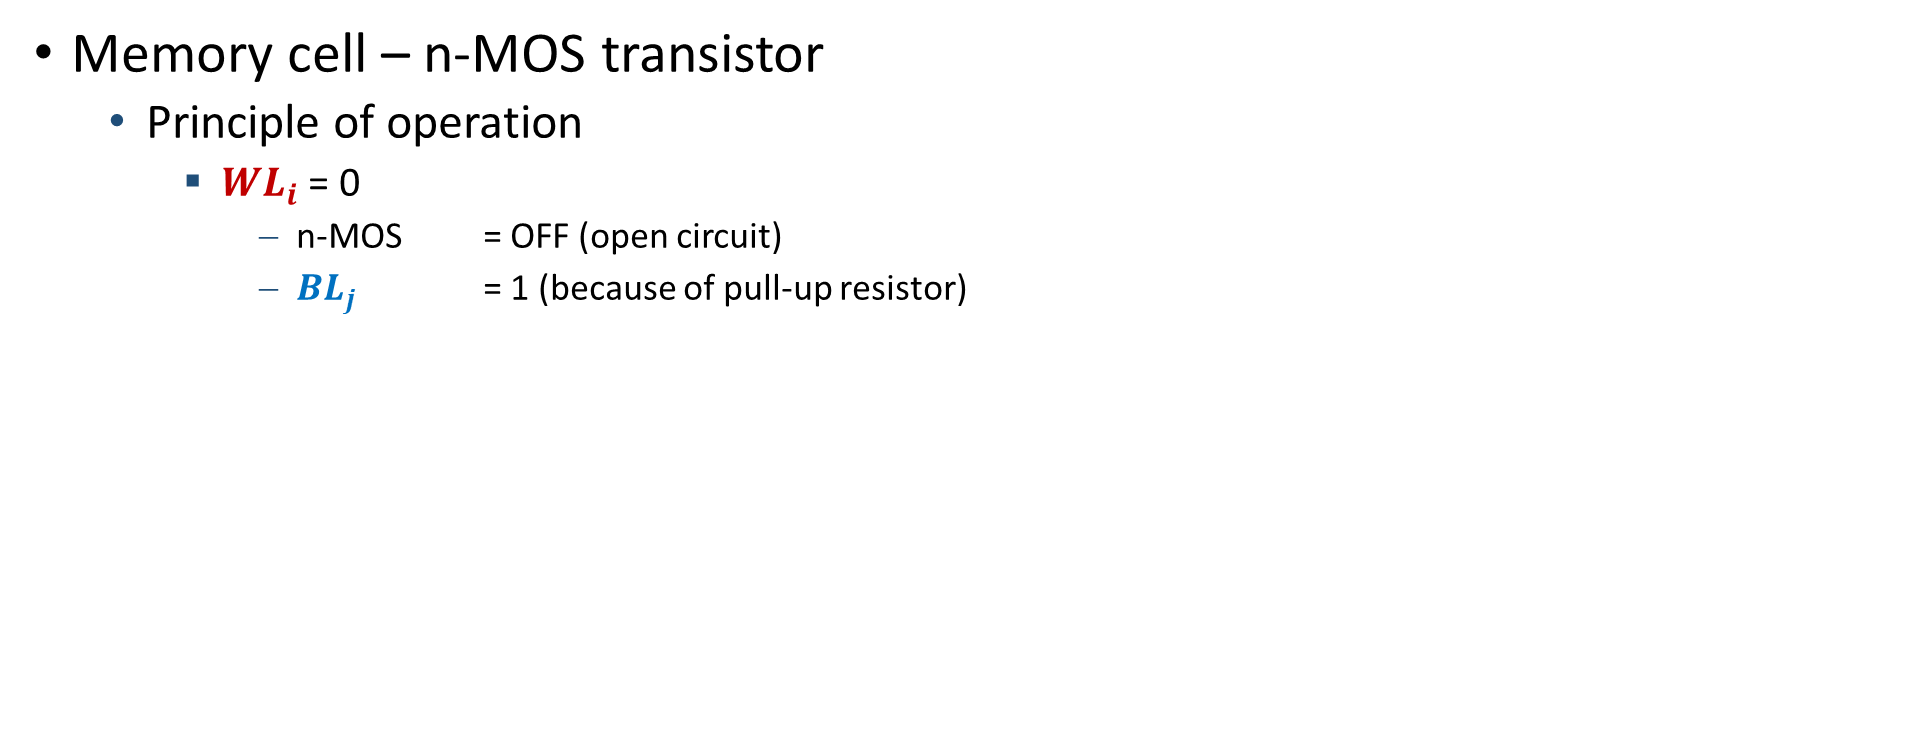 • Memory cell – n-MOS transistor
• Principle of operation
▪ WLᵢ = 0
– n-MOS = OFF (open circuit)
– BLⱼ = 1 (because of pull-up resistor)